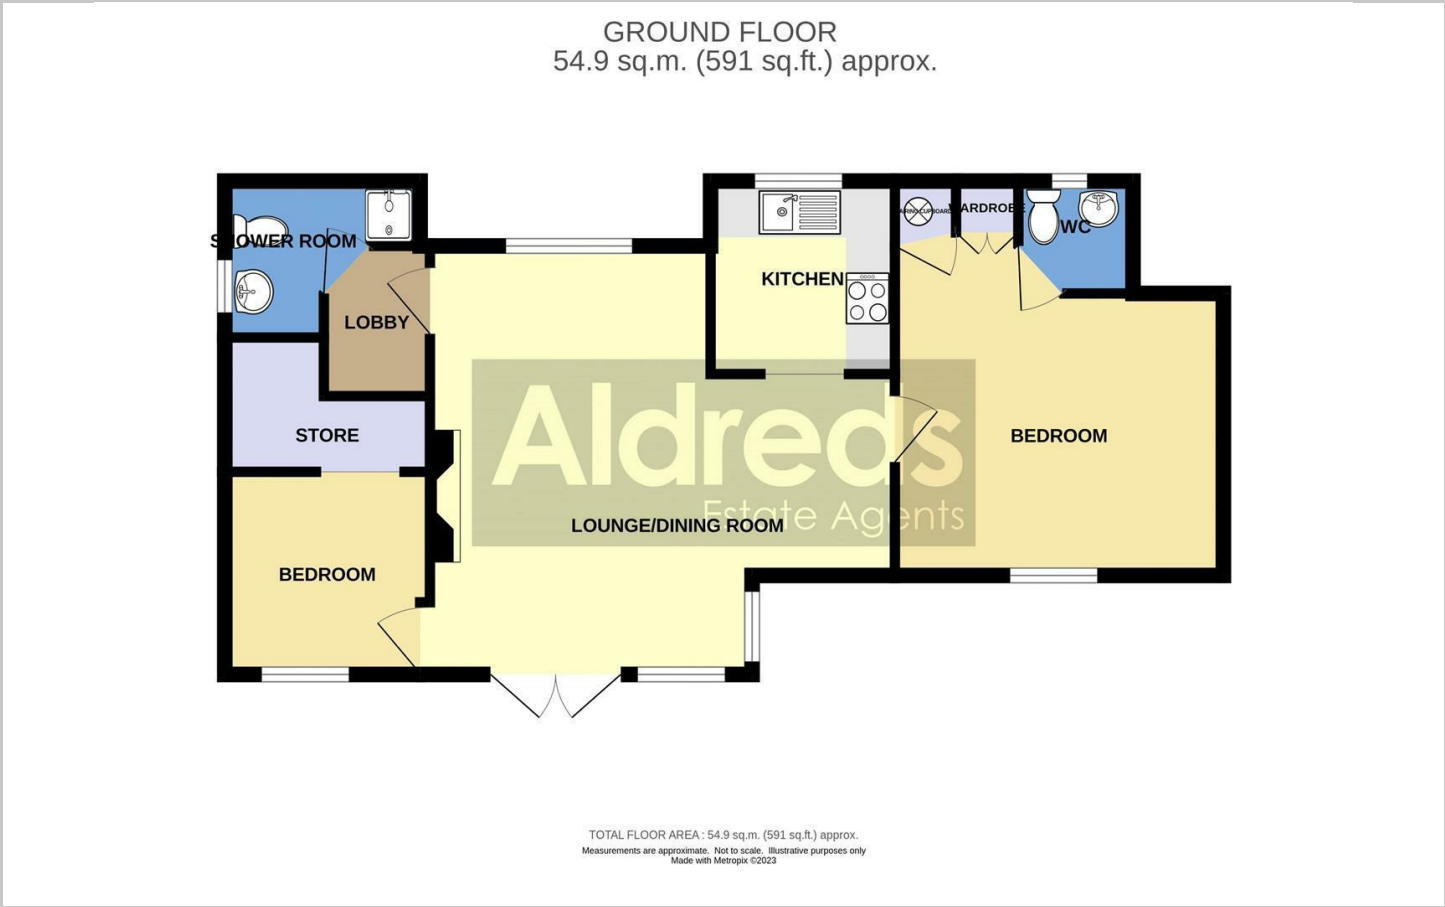 GROUND FLOOR
54.9 sq.m. (591 sq.ft.) approx.
SHOWER ROOM
LOBBY
KITCHEN
AIRING CUPBOARD
WARDROBE
WC
STORE
BEDROOM
Aldreds
Estate Agents
LOUNGE/DINING ROOM
BEDROOM
TOTAL FLOOR AREA : 54.9 sq.m. (591 sq.ft.) approx.
Measurements are approximate. Not to scale. Illustrative purposes only
Made with Metropix ©2023